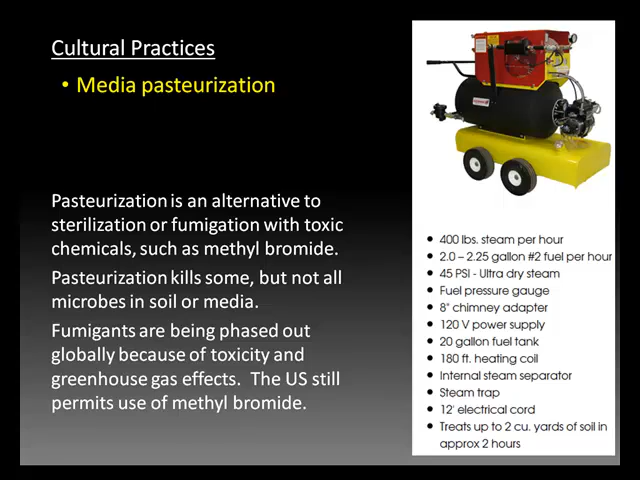 Cultural Practices
• Media pasteurization
Pasteurization is an alternative to
sterilization or fumigation with toxic
chemicals, such as methyl bromide.
Pasteurization kills some, but not all
microbes in soil or media.
Fumigants are being phased out
globally because of toxicity and
greenhouse gas effects.  The US still
permits use of methyl bromide.
• 400 lbs. steam per hour
• 2.0 – 2.25 gallon #2 fuel per hour
• 45 PSI - Ultra dry steam
• Fuel pressure gauge
• 8" chimney adapter
• 120 V power supply
• 20 gallon fuel tank
• 180 ft. heating coil
• Internal steam separator
• Steam trap
• 12' electrical cord
• Treats up to 2 cu. yards of soil in
approx 2 hours